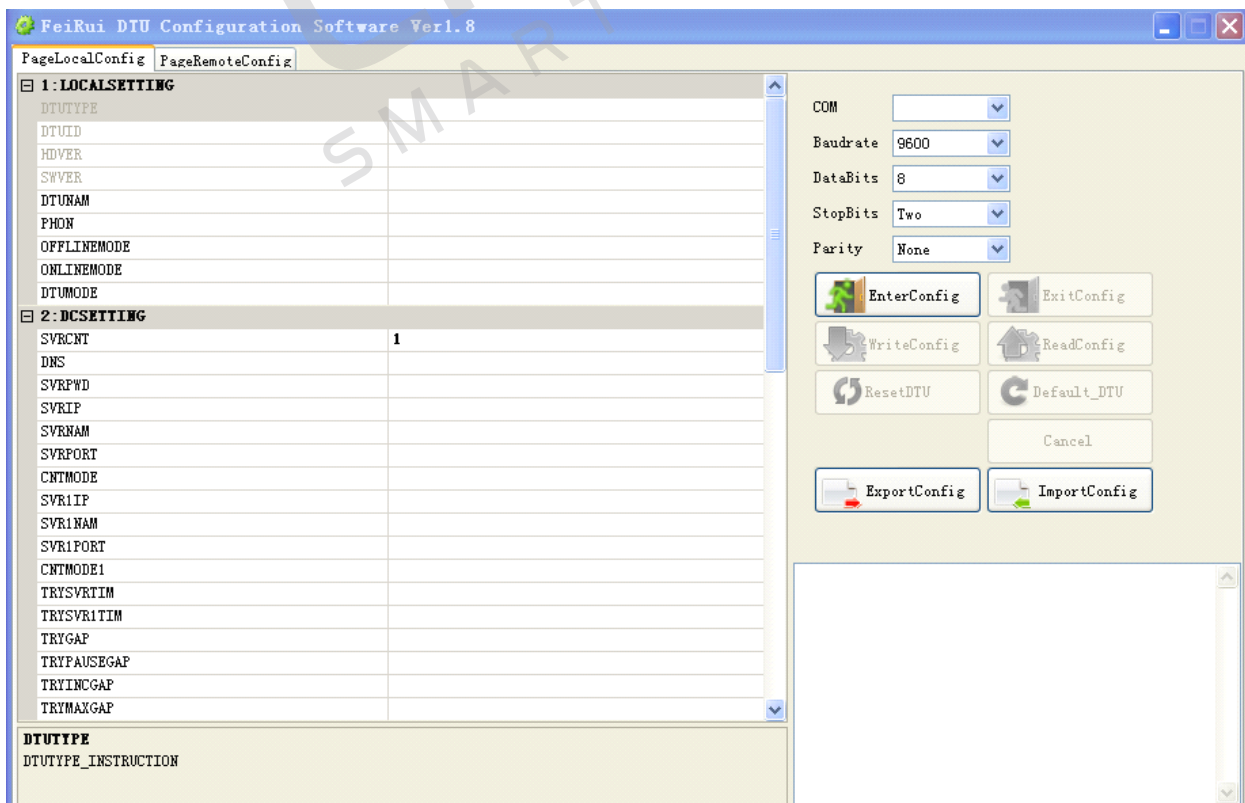 FeiRui DTU Configuration Software Ver1.8
PageLocalConfig PageRemoteConfig
1:LOCALSETTING
DTUTYPE
DTUID
HDVER
SWVER
DTUNAM
PHON
OFFLINEMODE
ONLINEMODE
DTUMODE
2:DCSETTING
SVRCNT 1
DNS
SVRPWD
SVRIP
SVRNAM
SVRPORT
CNTMODE
SVR1IP
SVR1NAM
SVR1PORT
CNTMODE1
TRYSVRTIM
TRYSVR1TIM
TRYGAP
TRYPAUSEGAP
TRYINCGAP
TRYMAXGAP
DTUTYPE
DTUTYPE_INSTRUCTION
COM
Baudrate 9600
DataBits 8
StopBits Two
Parity None
EnterConfig ExitConfig
WriteConfig ReadConfig
ResetDTU Default_DTU
Cancel
ExportConfig ImportConfig
SMART